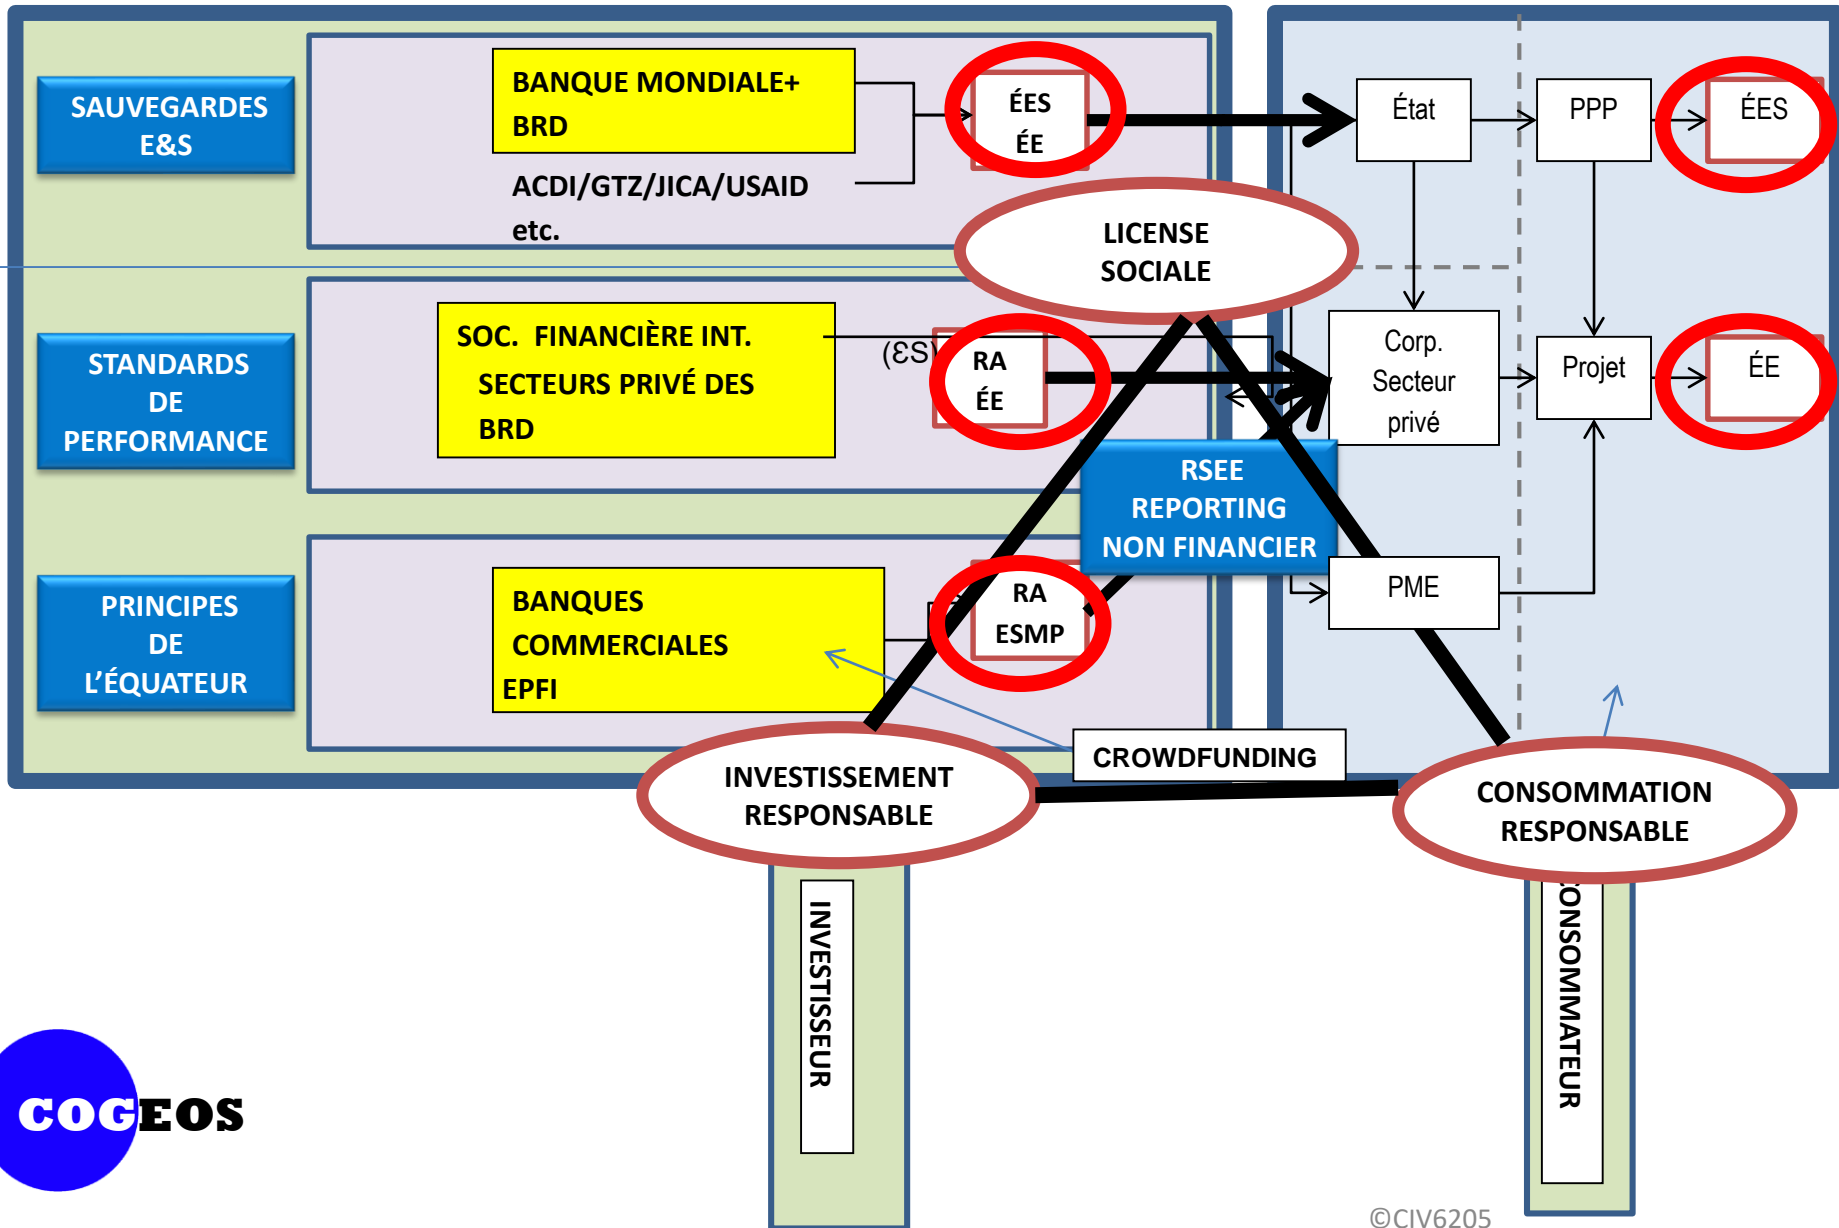 SAUVEGARDES
E&S
BANQUE MONDIALE+
BRD
ACDI/GTZ/JICA/USAID
etc.
ÉES
ÉE
État
PPP
ÉES
LICENSE
SOCIALE
STANDARDS
DE
PERFORMANCE
SOC. FINANCIÈRE INT.
SECTEURS PRIVÉ DES
BRD
(ƐS)
RA
ÉE
Corp.
Secteur
privé
Projet
ÉE
RSEE
REPORTING
NON FINANCIER
PRINCIPES
DE
L'ÉQUATEUR
BANQUES
COMMERCIALES
EPFI
RA
ESMP
PME
CROWDFUNDING
INVESTISSEMENT
RESPONSABLE
CONSOMMATION
RESPONSABLE
INVESTISSEUR
CONSOMMATEUR
COGEOS
©CIV6205